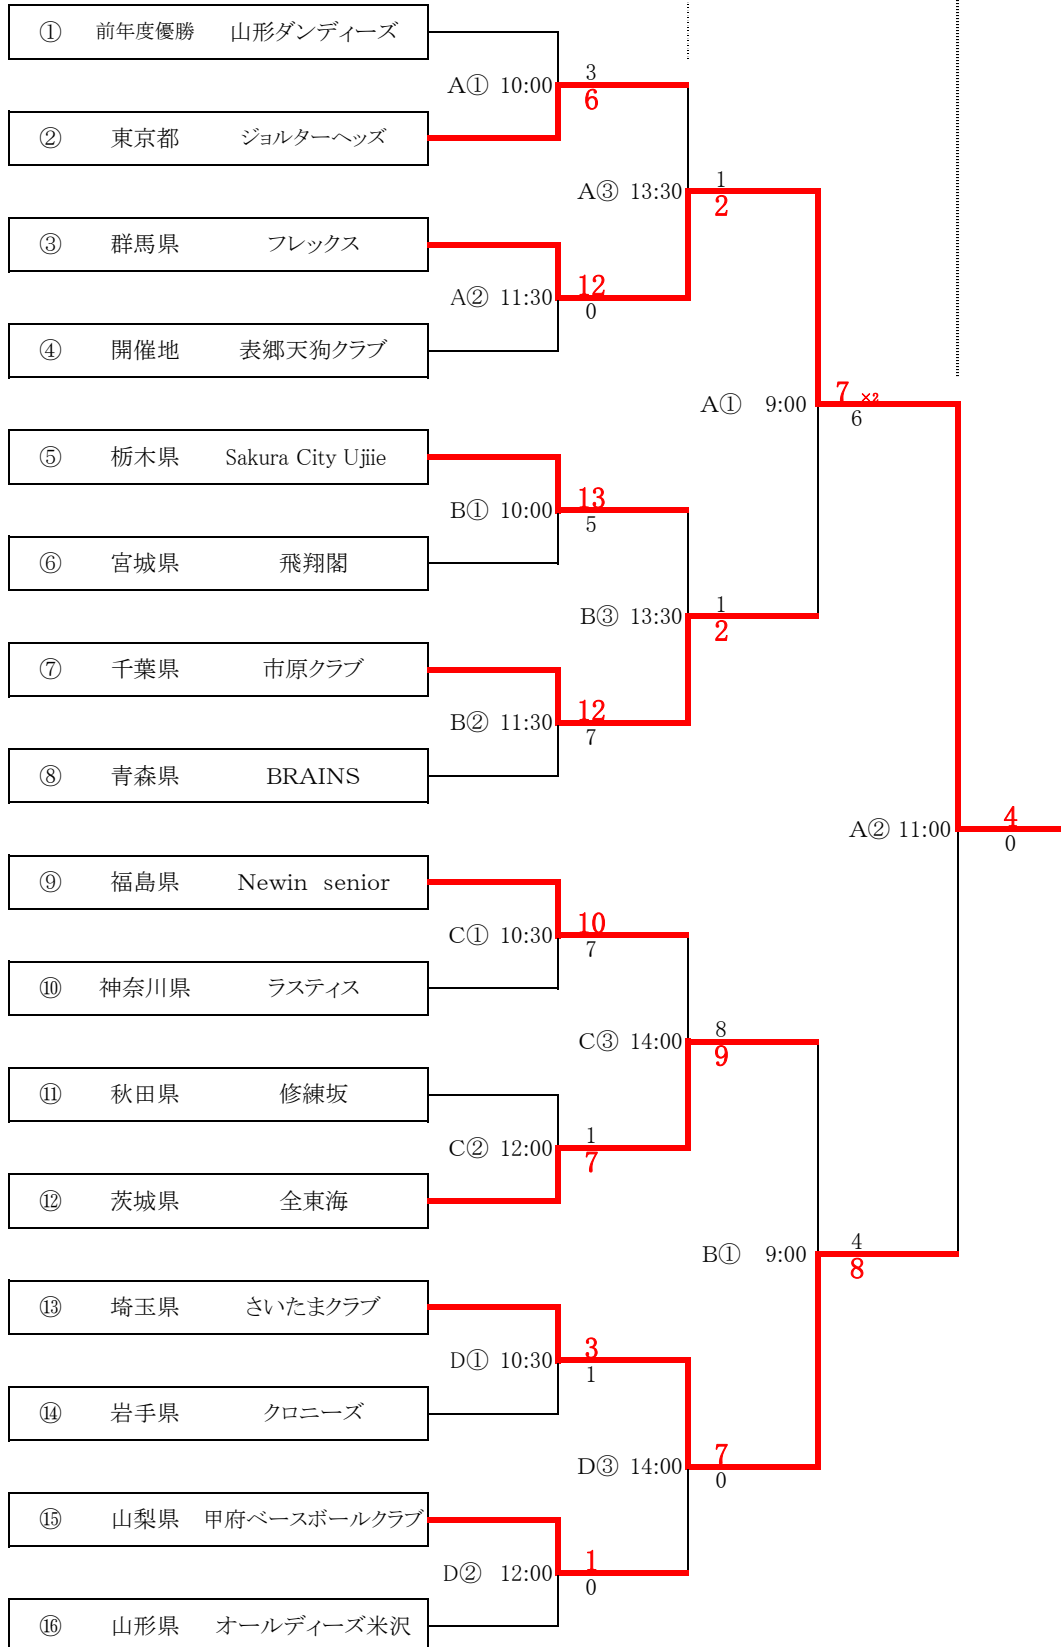 ① 前年度優勝 山形ダンディーズ
3
A① 10:00
6
② 東京都 ジョルターヘッズ
1
A③ 13:30
2
③ 群馬県 フレックス
12
A② 11:30
0
④ 開催地 表郷天狗クラブ
7 ×2
A① 9:00
6
⑤ 栃木県 Sakura City Ujiie
13
B① 10:00
5
⑥ 宮城県 飛翔閣
1
B③ 13:30
2
⑦ 千葉県 市原クラブ
12
B② 11:30
7
⑧ 青森県 BRAINS
4
A② 11:00
0
⑨ 福島県 Newin senior
10
C① 10:30
7
⑩ 神奈川県 ラスティス
8
C③ 14:00
9
⑪ 秋田県 修練坂
1
C② 12:00
7
⑫ 茨城県 全東海
4
B① 9:00
8
⑬ 埼玉県 さいたまクラブ
3
D① 10:30
1
⑭ 岩手県 クロニーズ
7
D③ 14:00
0
⑮ 山梨県 甲府ベースボールクラブ
1
D② 12:00
0
⑯ 山形県 オールディーズ米沢